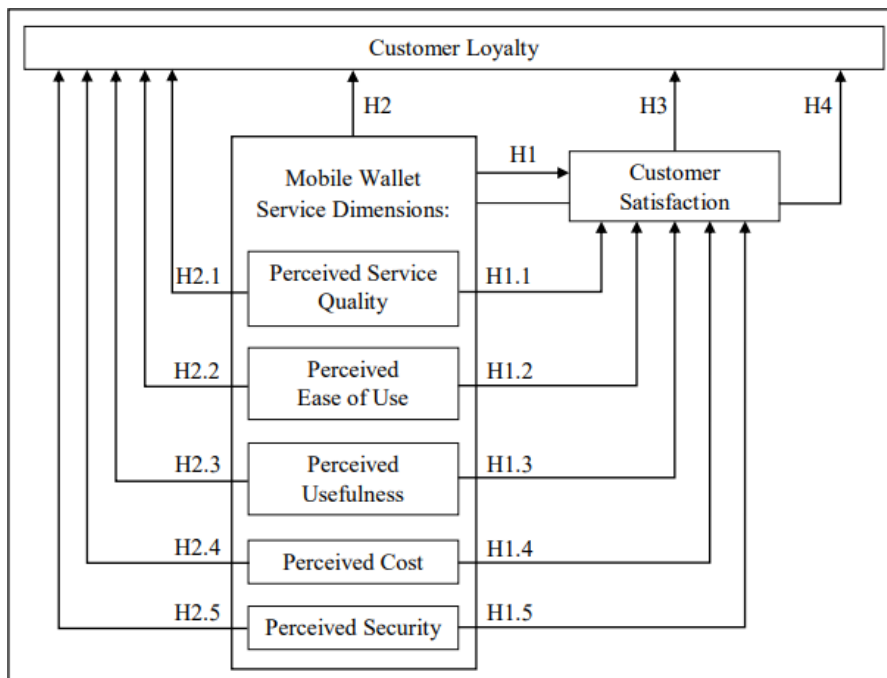 Customer Loyalty
H2
H3
H4
H1
Mobile Wallet
Service Dimensions:
Customer
Satisfaction
H2.1
Perceived Service
Quality
H1.1
H2.2
Perceived
Ease of Use
H1.2
H2.3
Perceived
Usefulness
H1.3
H2.4
Perceived Cost
H1.4
H2.5
Perceived Security
H1.5